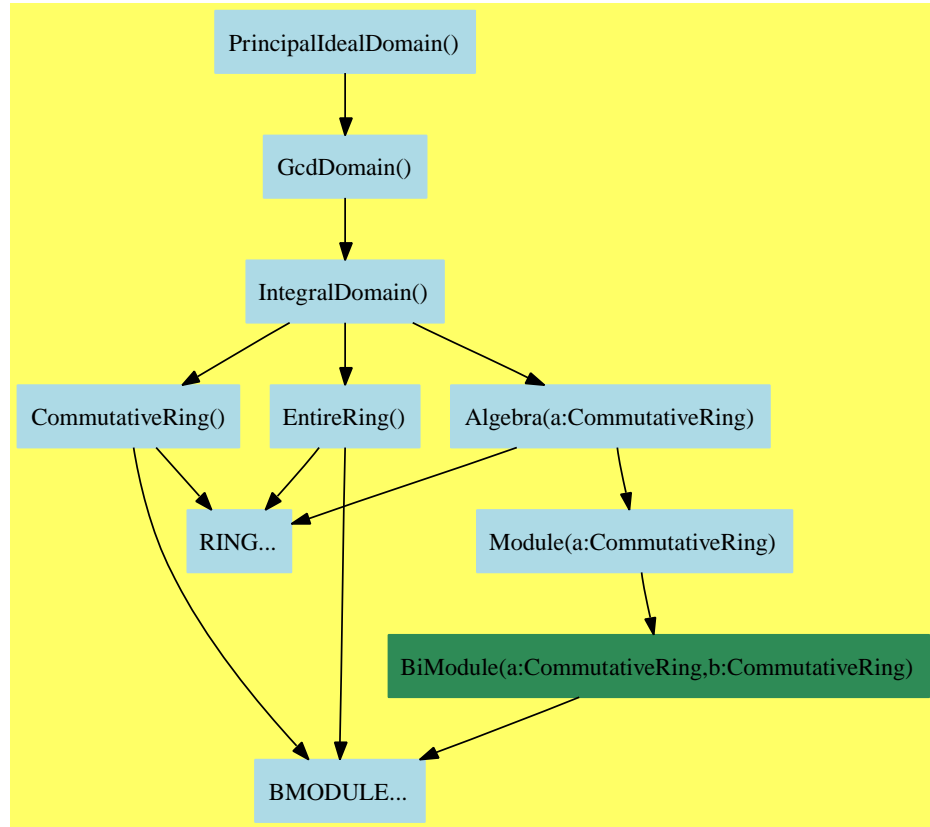 PrincipalIdealDomain()
GcdDomain()
IntegralDomain()
CommutativeRing()
EntireRing()
Algebra(a:CommutativeRing)
RING...
Module(a:CommutativeRing)
BiModule(a:CommutativeRing,b:CommutativeRing)
BMODULE...